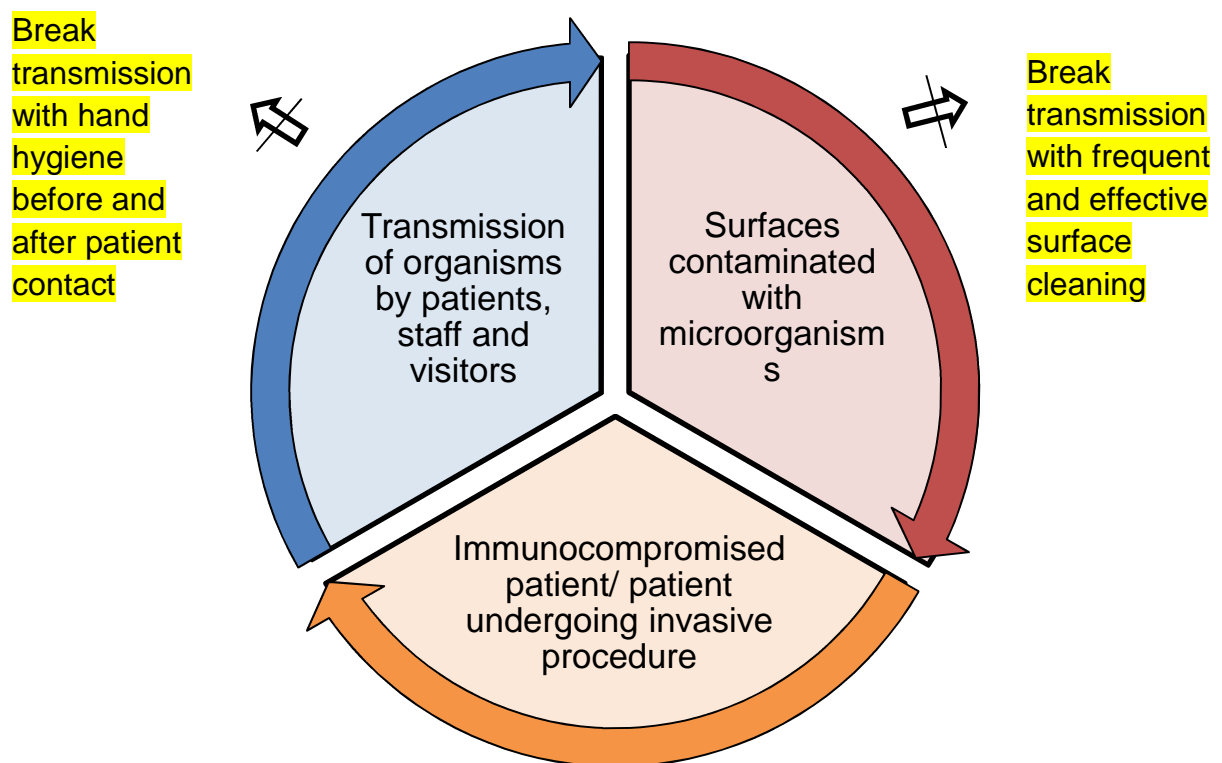 Break
transmission
with hand
hygiene
before and
after patient
contact
Transmission
of organisms
by patients,
staff and
visitors
Surfaces
contaminated
with
microorganism
s
Break
transmission
with frequent
and effective
surface
cleaning
Immunocompromised
patient/ patient
undergoing invasive
procedure